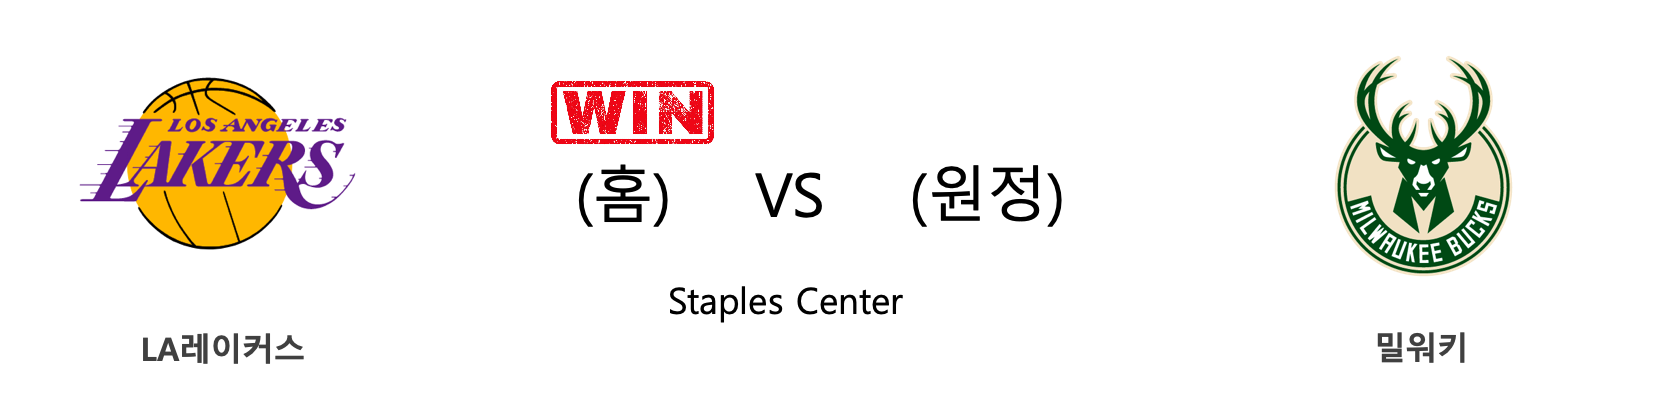 LOS ANGELES
LAKERS
WIN
(홈) VS (원정)
MILWAUKEE BUCKS
Staples Center
LA레이커스
밀워키